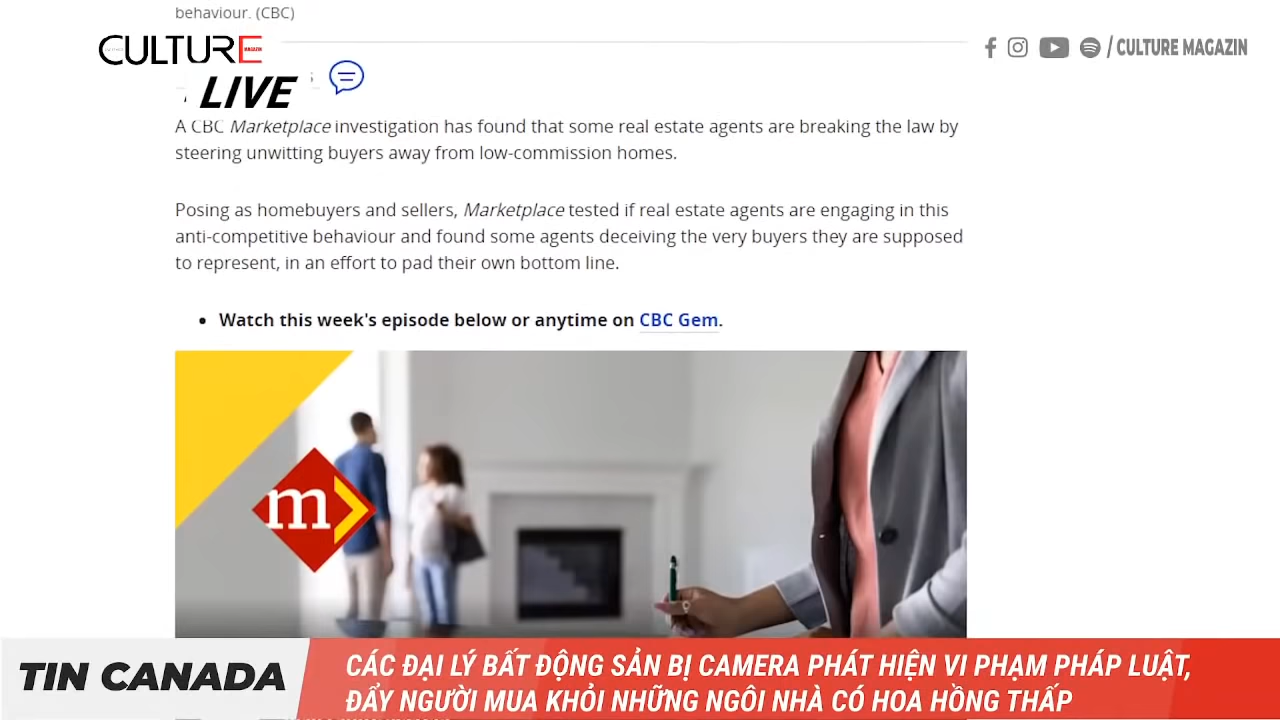 behaviour. (CBC)
CULTURE
MAGAZIN
/ CULTURE MAGAZIN
LIVE
A CBC Marketplace investigation has found that some real estate agents are breaking the law by
steering unwitting buyers away from low-commission homes.
Posing as homebuyers and sellers, Marketplace tested if real estate agents are engaging in this
anti-competitive behaviour and found some agents deceiving the very buyers they are supposed
to represent, in an effort to pad their own bottom line.
• Watch this week's episode below or anytime on CBC Gem.
m
TIN CANADA
CÁC ĐẠI LÝ BẤT ĐỘNG SẢN BỊ CAMERA PHÁT HIỆN VI PHẠM PHÁP LUẬT,
ĐẨY NGƯỜI MUA KHỎI NHỮNG NGÔI NHÀ CÓ HOA HỒNG THẤP